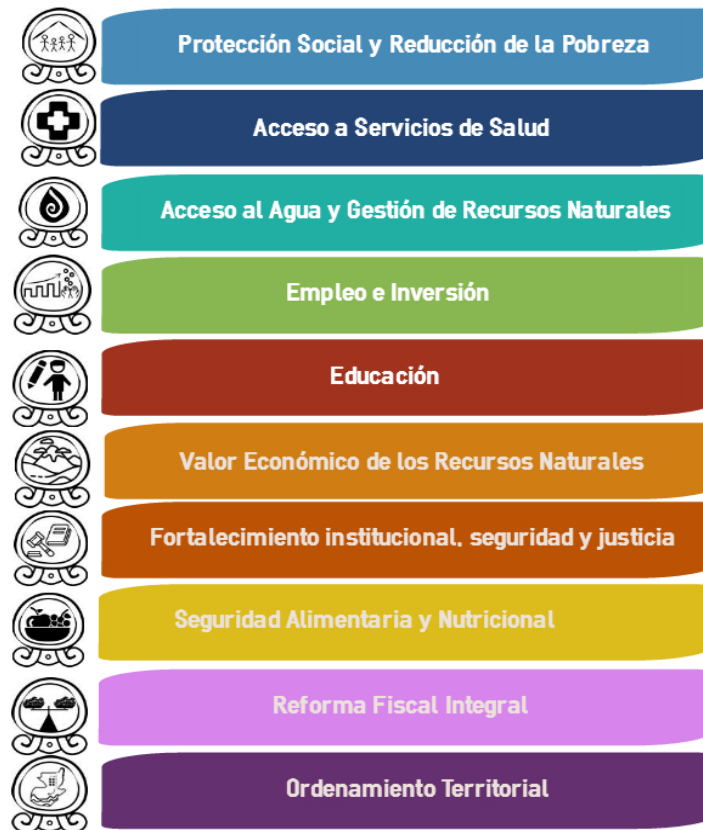 Protección Social y Reducción de la Pobreza
Acceso a Servicios de Salud
Acceso al Agua y Gestión de Recursos Naturales
Empleo e Inversión
Educación
Valor Económico de los Recursos Naturales
Fortalecimiento institucional, seguridad y justicia
Seguridad Alimentaria y Nutricional
Reforma Fiscal Integral
Ordenamiento Territorial